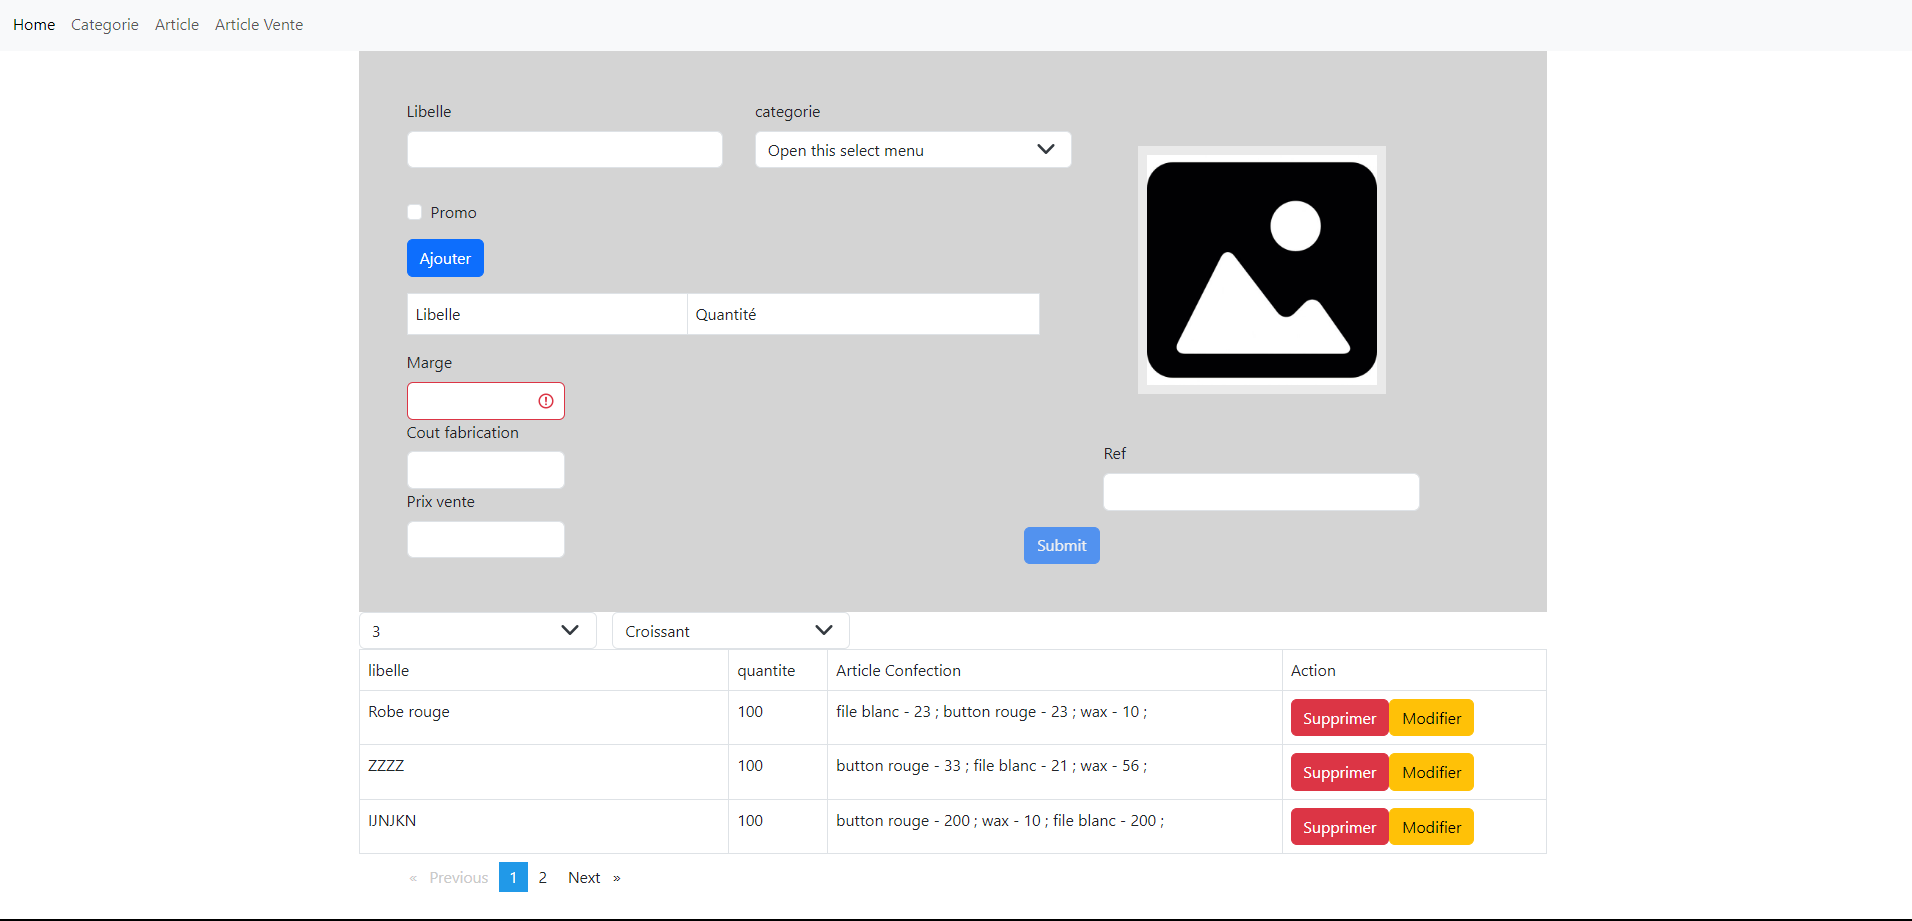 Home Categorie Article Article Vente
Libelle categorie
Open this select menu
Promo
Ajouter
Libelle Quantité
Marge
Cout fabrication
Ref
Prix vente
Submit
3 Croissant
libelle quantite Article Confection Action
Robe rouge 100 file blanc - 23 ; button rouge - 23 ; wax - 10 ; Supprimer Modifier
ZZZZ 100 button rouge - 33 ; file blanc - 21 ; wax - 56 ; Supprimer Modifier
IJNJKN 100 button rouge - 200 ; wax - 10 ; file blanc - 200 ; Supprimer Modifier
« Previous 1 2 Next »